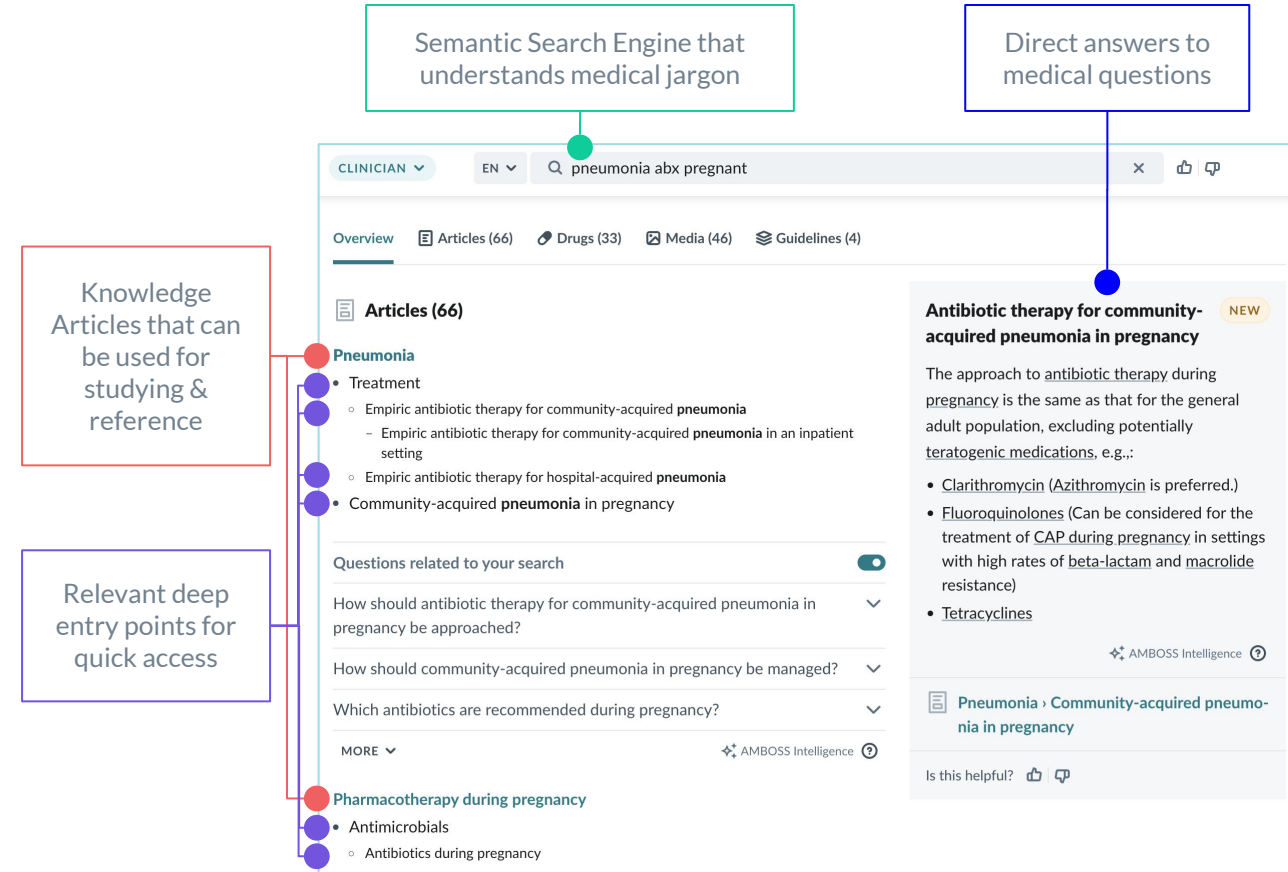 Semantic Search Engine that
understands medical jargon
Direct answers to
medical questions
CLINICIAN
EN
pneumonia abx pregnant
Overview
Articles (66)
Drugs (33)
Media (46)
Guidelines (4)
Knowledge
Articles that can
be used for
studying &
reference
Relevant deep
entry points for
quick access
Articles (66)
Pneumonia
• Treatment
◦ Empiric antibiotic therapy for community-acquired pneumonia
– Empiric antibiotic therapy for community-acquired pneumonia in an inpatient
setting
◦ Empiric antibiotic therapy for hospital-acquired pneumonia
• Community-acquired pneumonia in pregnancy
Questions related to your search
How should antibiotic therapy for community-acquired pneumonia in
pregnancy be approached?
How should community-acquired pneumonia in pregnancy be managed?
Which antibiotics are recommended during pregnancy?
MORE
AMBOSS Intelligence
Pharmacotherapy during pregnancy
• Antimicrobials
◦ Antibiotics during pregnancy
Antibiotic therapy for community-
acquired pneumonia in pregnancy
NEW
The approach to antibiotic therapy during
pregnancy is the same as that for the general
adult population, excluding potentially
teratogenic medications, e.g.,:
• Clarithromycin (Azithromycin is preferred.)
• Fluoroquinolones (Can be considered for the
treatment of CAP during pregnancy in settings
with high rates of beta-lactam and macrolide
resistance)
• Tetracyclines
AMBOSS Intelligence
Pneumonia › Community-acquired pneumo-
nia in pregnancy
Is this helpful?